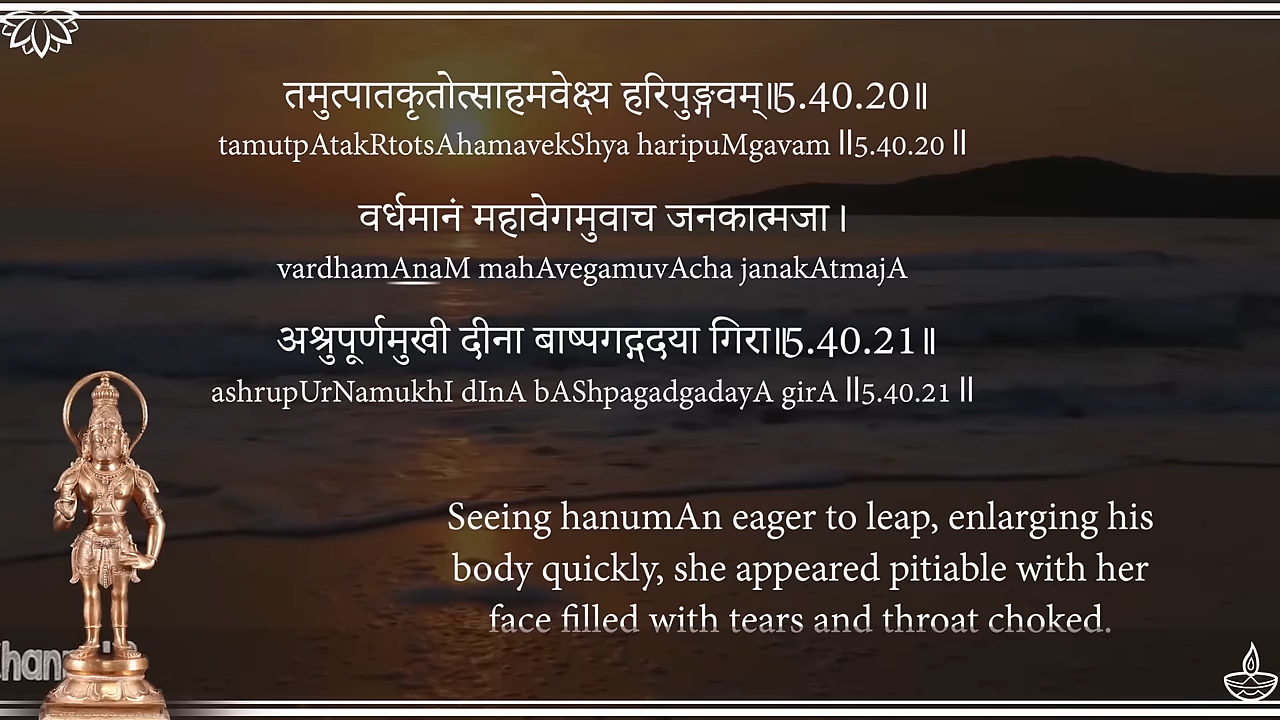 तमुत्पातकृतोत्साहमवेक्ष्य हरिपुङ्गवम्॥5.40.20॥
tamutpAtakRtotsAhamavekShya haripuMgavam ॥5.40.20 ॥
वर्धमानं महावेगमुवाच जनकात्मजा।
vardhamAnaM mahAvegamuvAcha janakAtmajA
अश्रुपूर्णमुखी दीना बाष्पगद्गदया गिरा॥5.40.21॥
ashrupUrNamukhI dInA bAShpagadgadayA girA ॥5.40.21 ॥
Seeing hanumAn eager to leap, enlarging his
body quickly, she appeared pitiable with her
face filled with tears and throat choked.